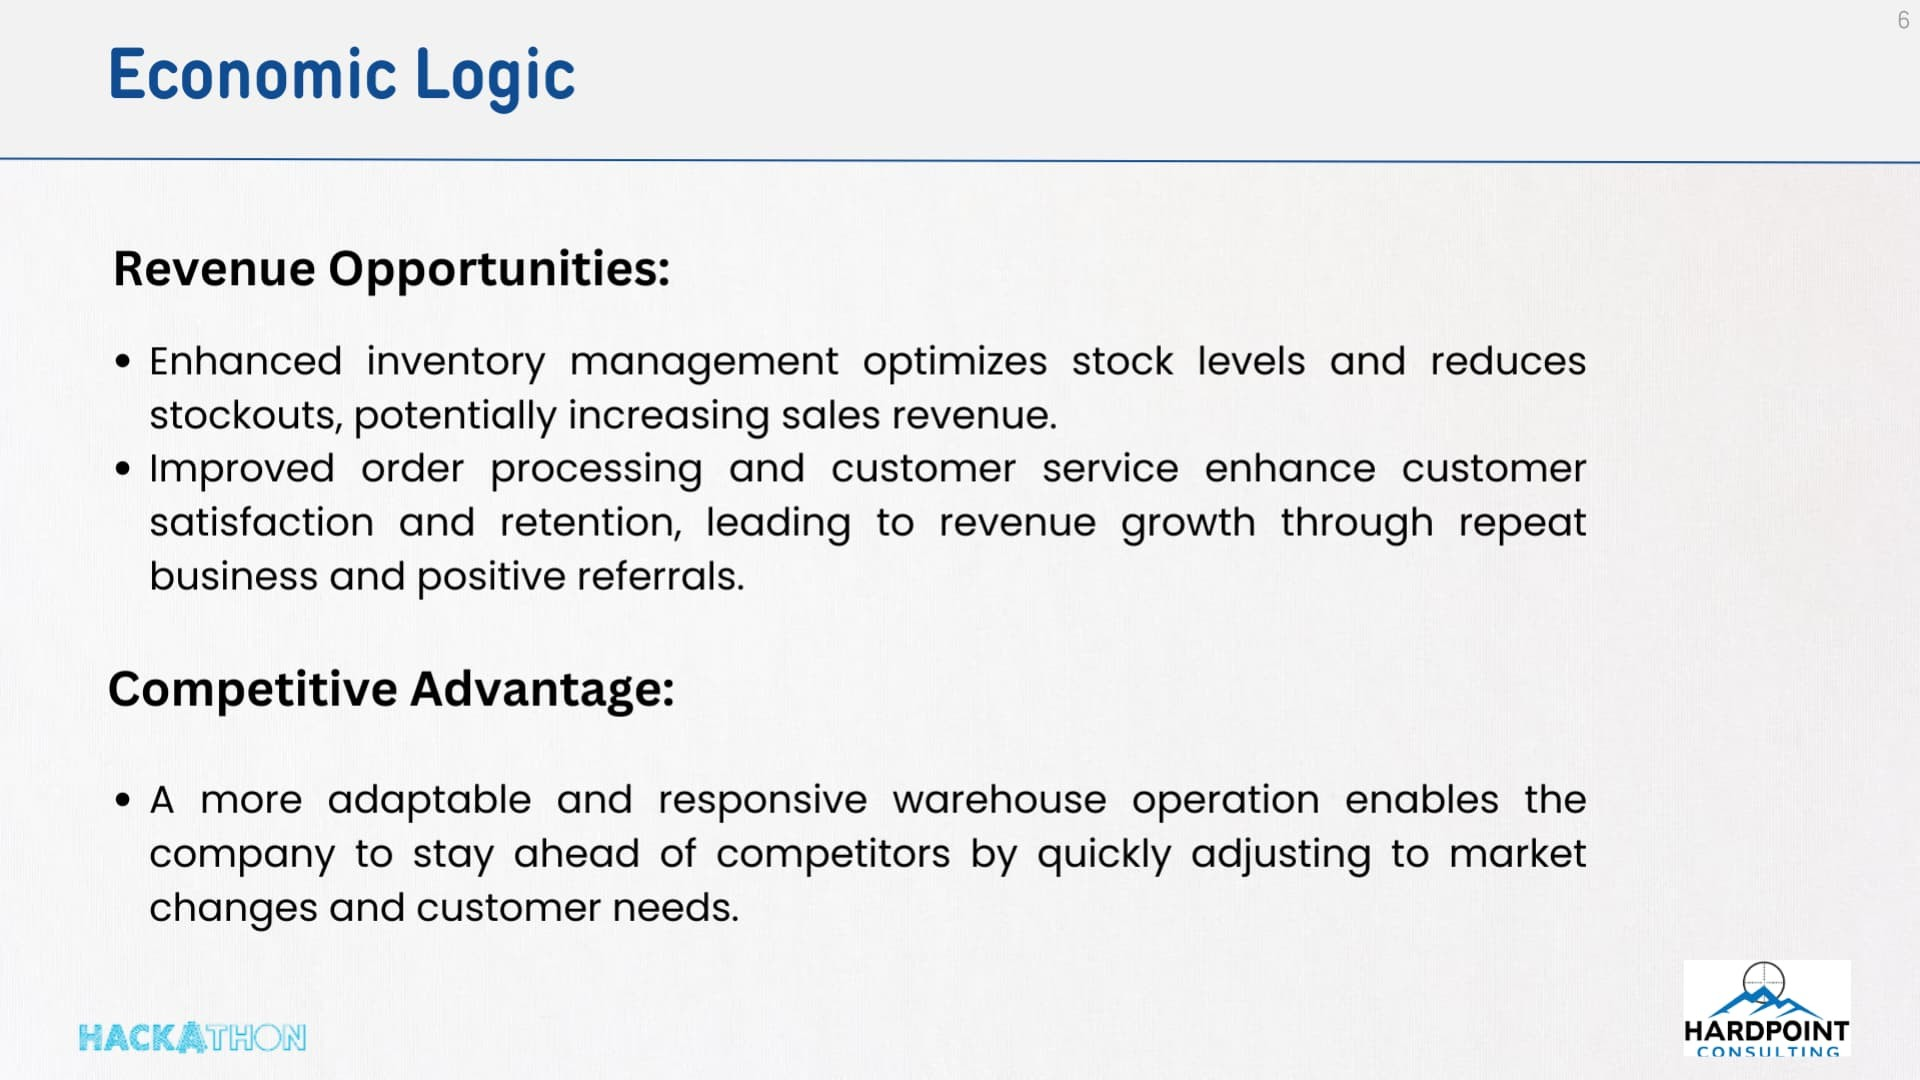 6
Economic Logic
Revenue Opportunities:
• Enhanced inventory management optimizes stock levels and reduces
stockouts, potentially increasing sales revenue.
• Improved order processing and customer service enhance customer
satisfaction and retention, leading to revenue growth through repeat
business and positive referrals.
Competitive Advantage:
• A more adaptable and responsive warehouse operation enables the
company to stay ahead of competitors by quickly adjusting to market
changes and customer needs.
HACKATHON
HARDPOINT
CONSULTING